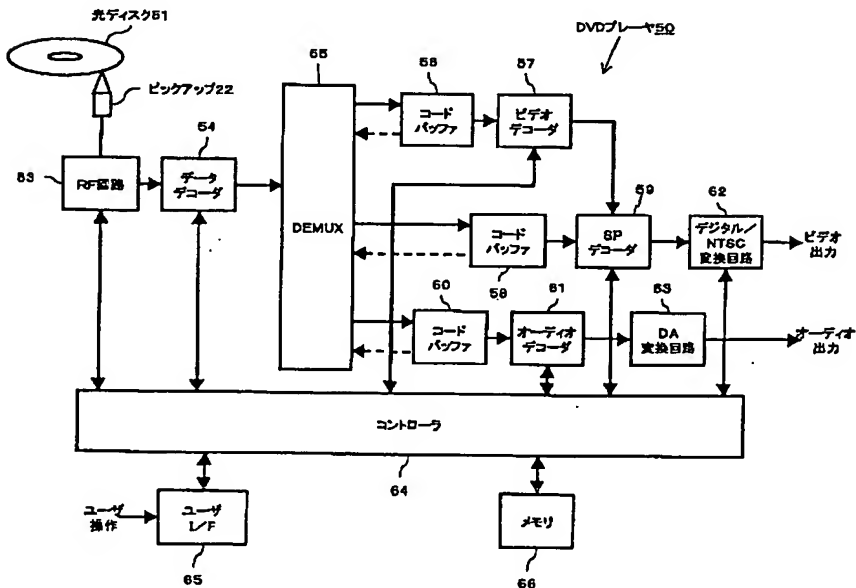 光ディスク51
DVDプレーヤ50
ピックアップ22
55
56
57
コード
バッファ
ビデオ
デコーダ
54
53
RF回路
データ
デコーダ
DEMUX
59
62
コード
バッファ
58
SP
デコーダ
デジタル/
NTSC
変換回路
ビデオ
出力
60
61
63
コード
バッファ
オーディオ
デコーダ
DA
変換回路
オーディオ
出力
コントローラ
64
ユーザ
操作
ユーザ
I/F
65
メモリ
66